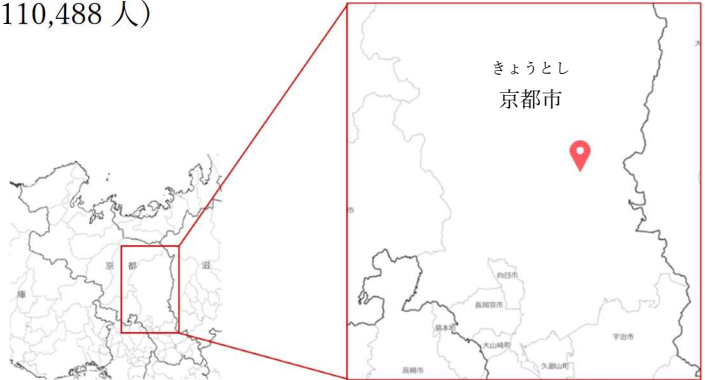 110,488 人）
きょうとし
京都市
京 都
滋
庫
市
向日市
長岡京市
島本町
大山崎町
宇治市
久御山町
高槻市
大